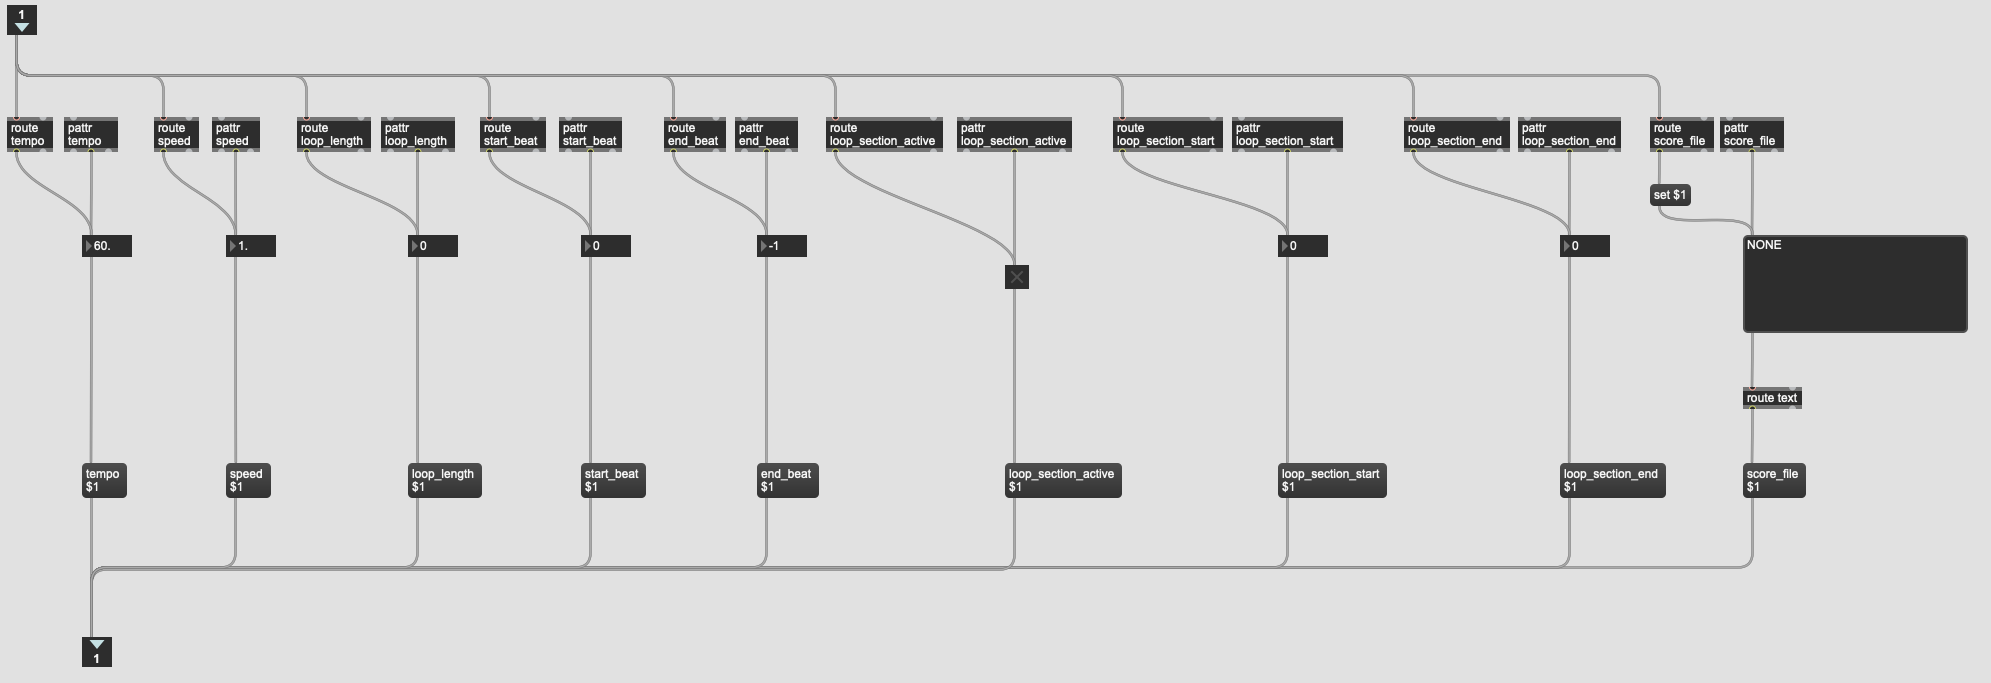 1
route
tempo
pattr
tempo
route
speed
pattr
speed
route
loop_length
pattr
loop_length
route
start_beat
pattr
start_beat
route
end_beat
pattr
end_beat
route
loop_section_active
pattr
loop_section_active
route
loop_section_start
pattr
loop_section_start
route
loop_section_end
pattr
loop_section_end
route
score_file
pattr
score_file
set $1
60.
1.
0
0
-1
0
0
NONE
route text
tempo
$1
speed
$1
loop_length
$1
start_beat
$1
end_beat
$1
loop_section_active
$1
loop_section_start
$1
loop_section_end
$1
score_file
$1
1